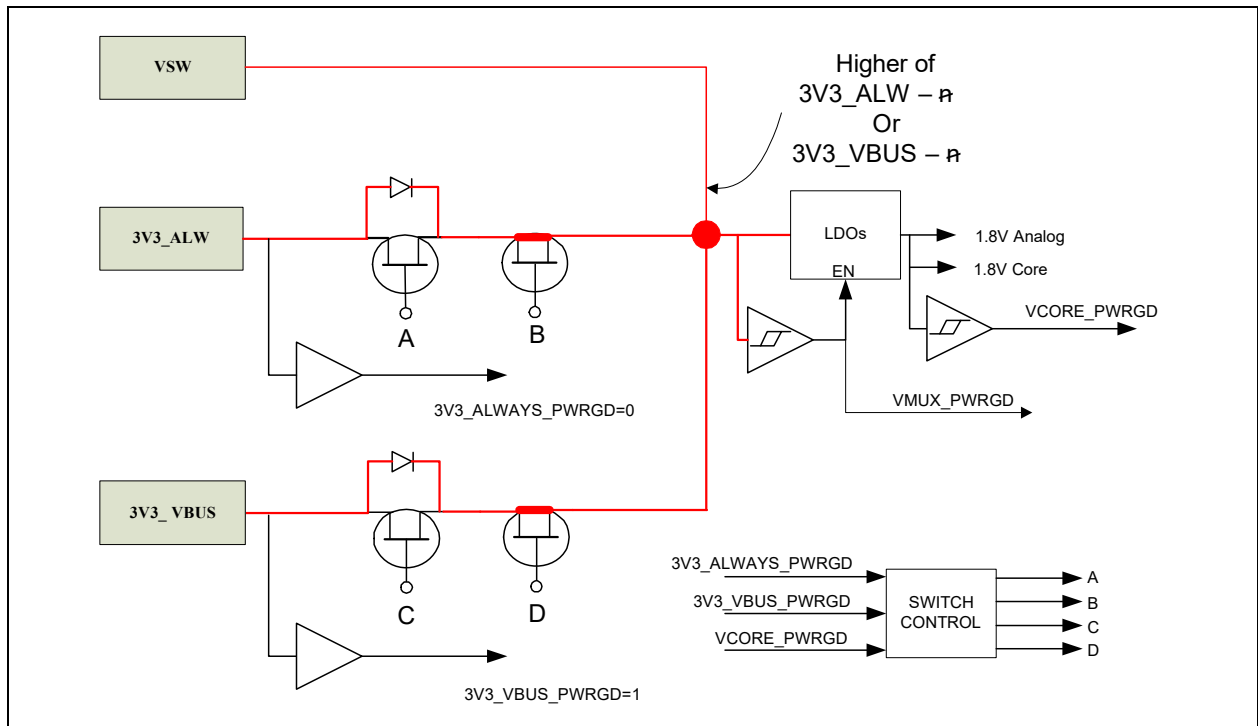 VSW
Higher of
3V3_ALW – n
Or
3V3_VBUS – n
3V3_ALW
LDOs
EN
1.8V Analog
1.8V Core
A
B
VCORE_PWRGD
3V3_ALWAYS_PWRGD=0
VMUX_PWRGD
3V3_ VBUS
C
D
3V3_VBUS_PWRGD=1
3V3_ALWAYS_PWRGD
3V3_VBUS_PWRGD
VCORE_PWRGD
SWITCH
CONTROL
A
B
C
D